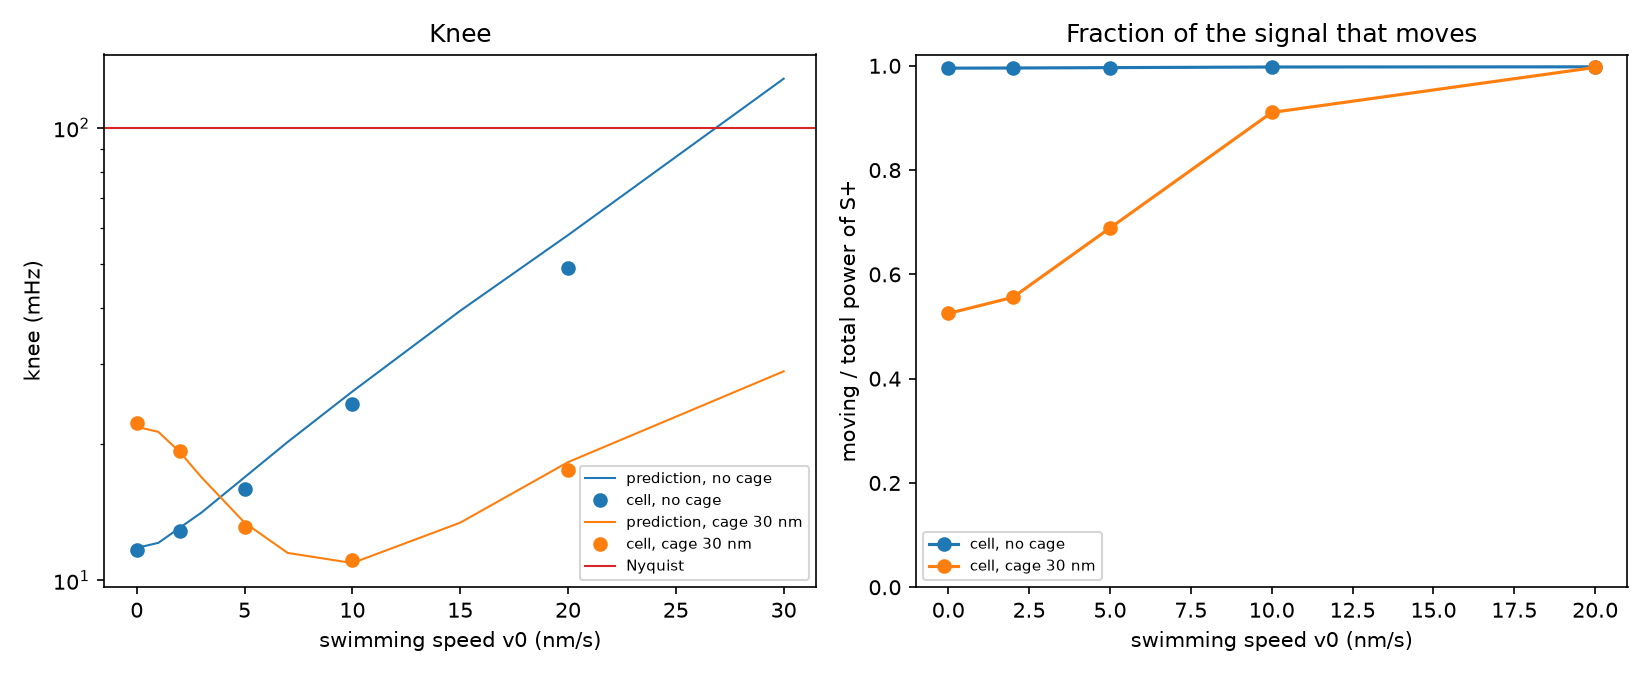 Knee
10²
10¹
knee (mHz)
0
5
10
15
20
25
30
swimming speed v0 (nm/s)
prediction, no cage
cell, no cage
prediction, cage 30 nm
cell, cage 30 nm
Nyquist
Fraction of the signal that moves
1.0
0.8
0.6
0.4
0.2
0.0
moving / total power of S+
0.0
2.5
5.0
7.5
10.0
12.5
15.0
17.5
20.0
swimming speed v0 (nm/s)
cell, no cage
cell, cage 30 nm